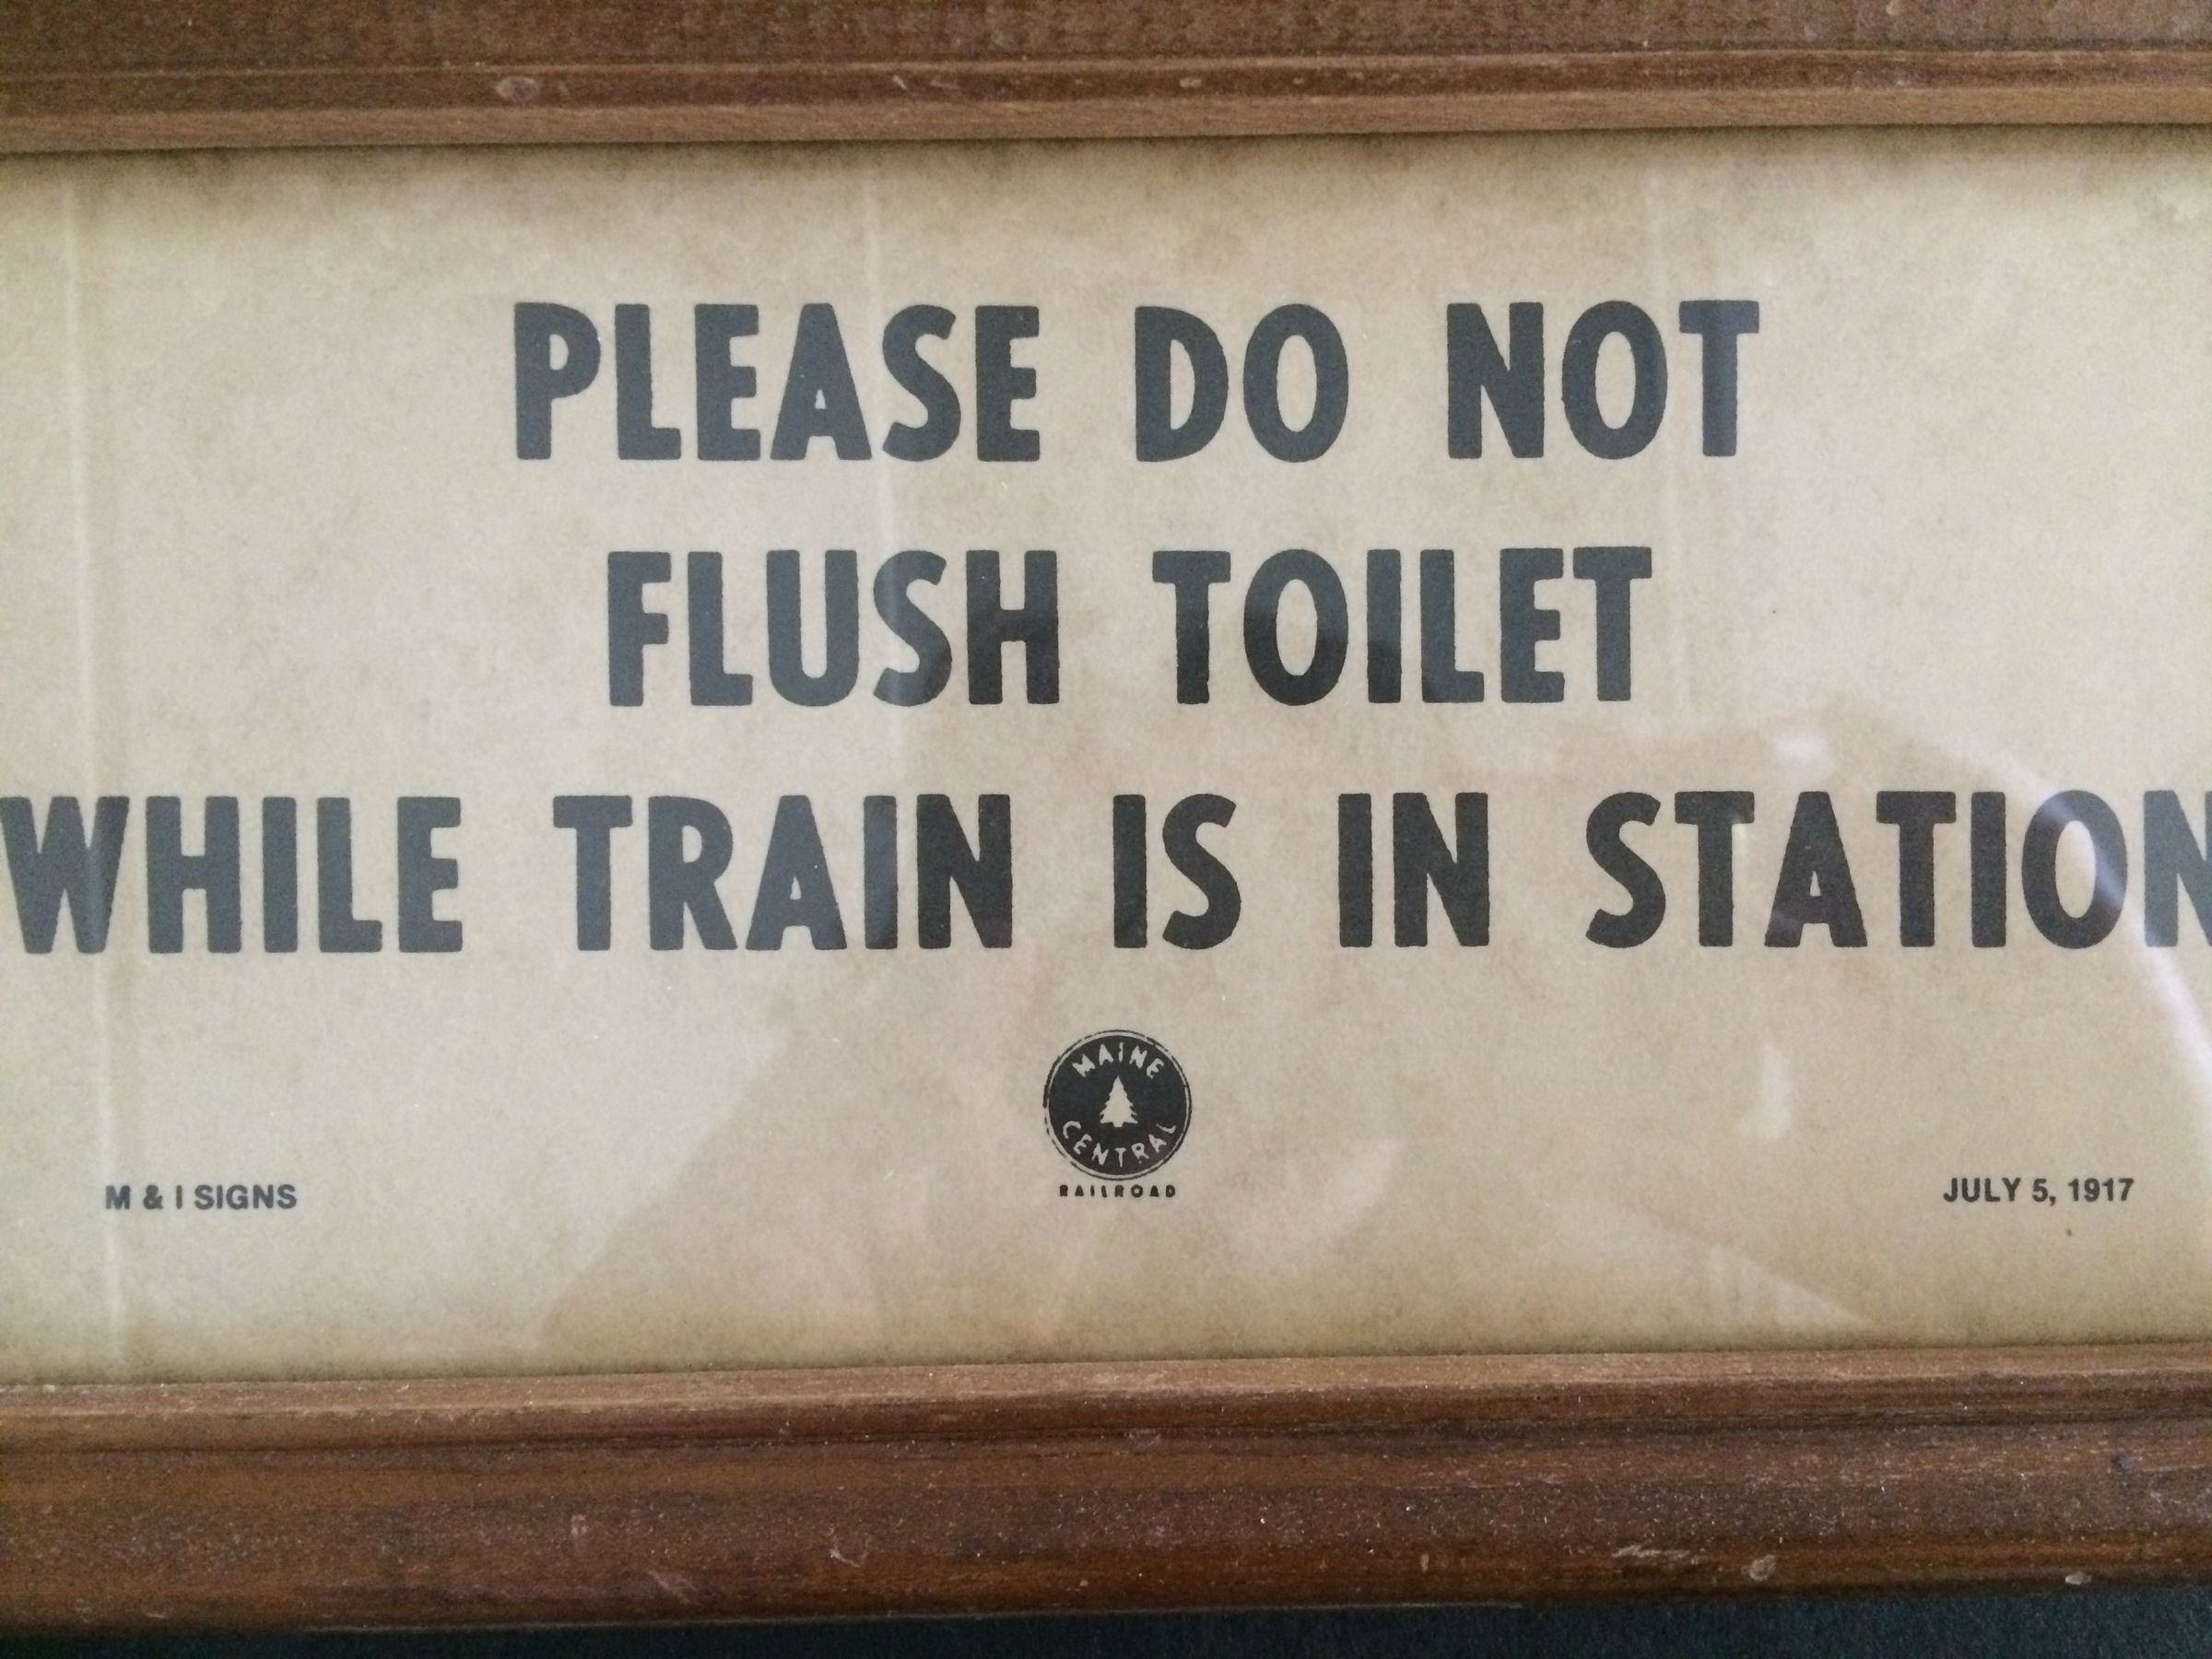 PLEASE DO NOT
FLUSH TOILET
WHILE TRAIN IS IN STATION
MAINE
CENTRAL
RAILROAD
M & I SIGNS
JULY 5, 1917